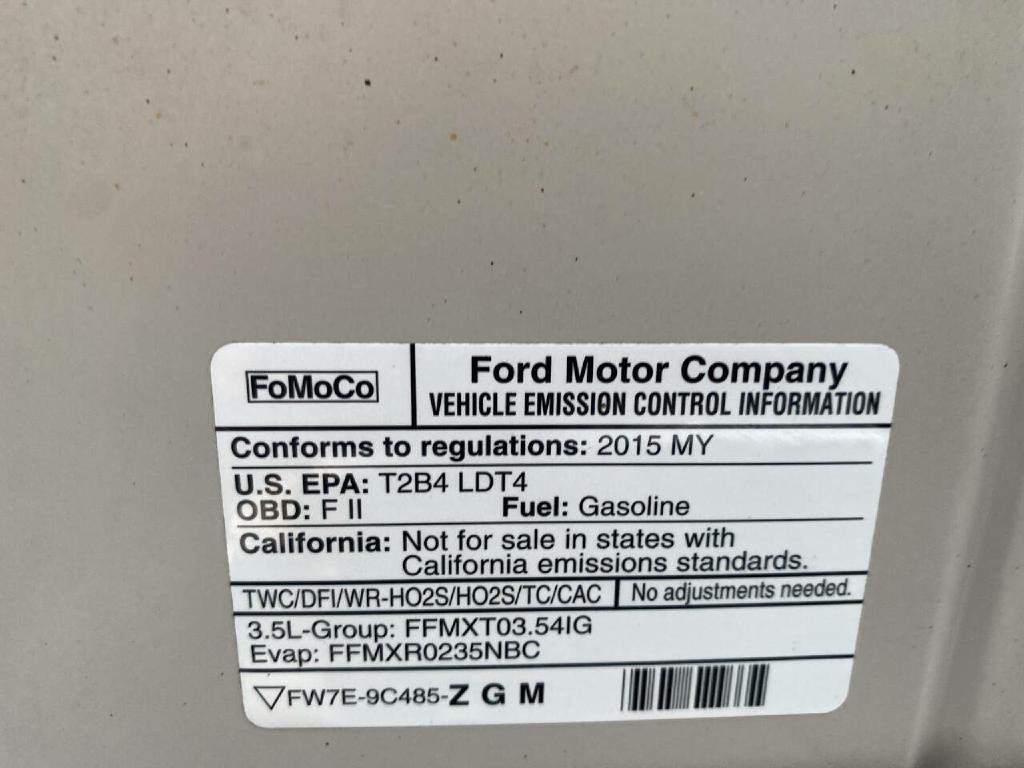 FoMoCo
Ford Motor Company
VEHICLE EMISSION CONTROL INFORMATION
Conforms to regulations: 2015 MY
U.S. EPA: T2B4 LDT4
OBD: F II Fuel: Gasoline
California: Not for sale in states with
California emissions standards.
TWC/DFI/WR-HO2S/HO2S/TC/CAC No adjustments needed.
3.5L-Group: FFMXT03.54IG
Evap: FFMXR0235NBC
FW7E-9C485-Z G M